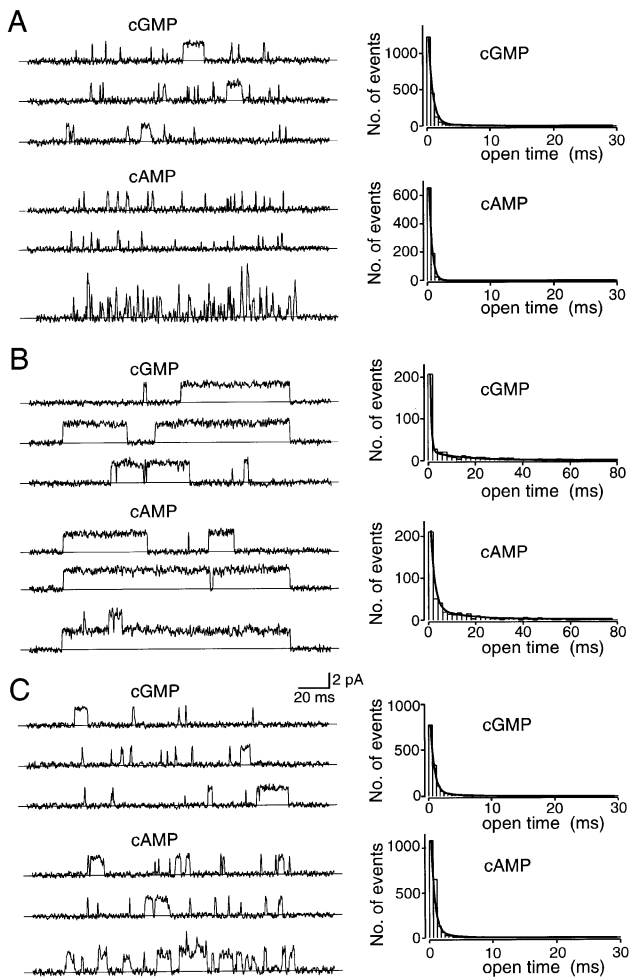 A
cGMP
cAMP
No. of events
1000
500
0
cGMP
0 10 20 30
open time (ms)
No. of events
600
400
200
0
cAMP
0 10 20 30
open time (ms)
B
cGMP
cAMP
No. of events
200
100
0
cGMP
0 20 40 60 80
open time (ms)
No. of events
200
100
0
cAMP
0 20 40 60 80
open time (ms)
C
cGMP
2 pA
20 ms
cAMP
No. of events
1000
500
0
cGMP
0 10 20 30
open time (ms)
No. of events
1000
500
0
cAMP
0 10 20 30
open time (ms)